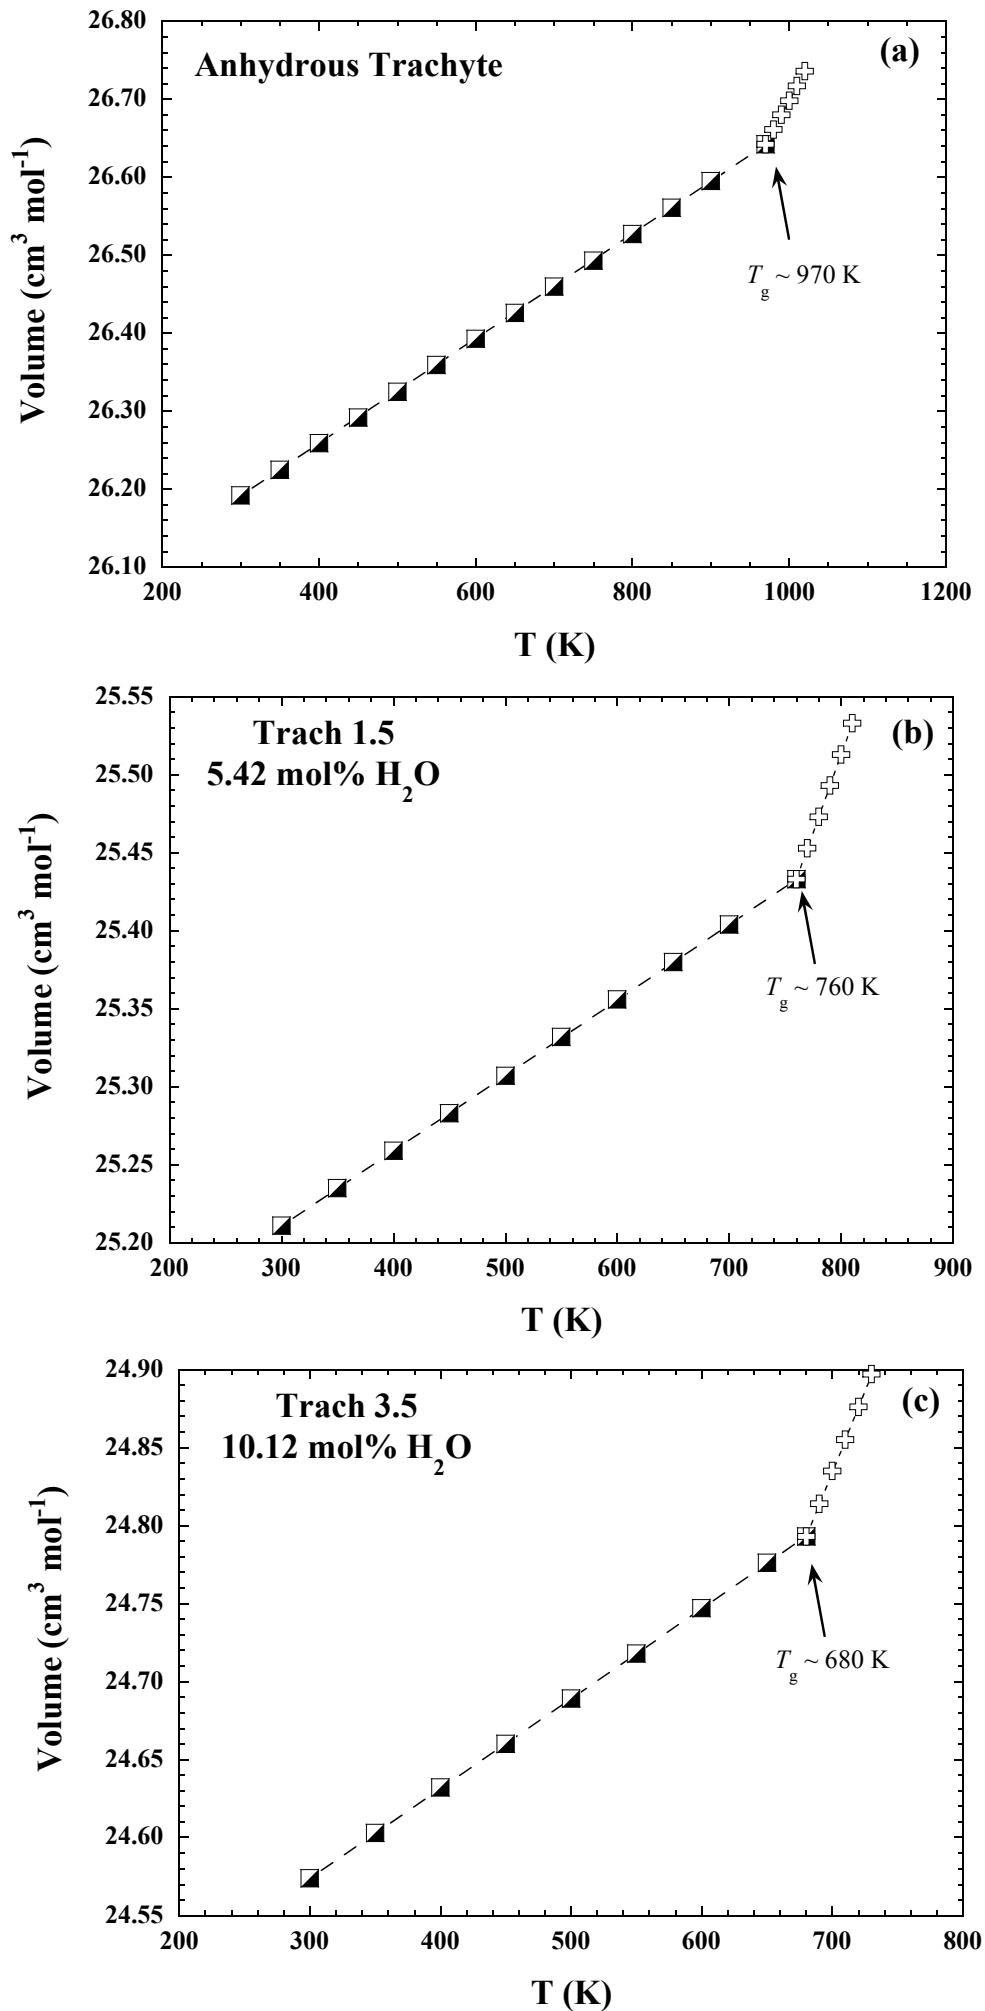 26.80
26.70
26.60
26.50
26.40
26.30
26.20
26.10
Volume (cm³ mol⁻¹)
Anhydrous Trachyte
(a)
T_g ~ 970 K
200 400 600 800 1000 1200
T (K)
25.55
25.50
25.45
25.40
25.35
25.30
25.25
25.20
Volume (cm³ mol⁻¹)
Trach 1.5
5.42 mol% H₂O
(b)
T_g ~ 760 K
200 300 400 500 600 700 800 900
T (K)
24.90
24.85
24.80
24.75
24.70
24.65
24.60
24.55
Volume (cm³ mol⁻¹)
Trach 3.5
10.12 mol% H₂O
(c)
T_g ~ 680 K
200 300 400 500 600 700 800
T (K)